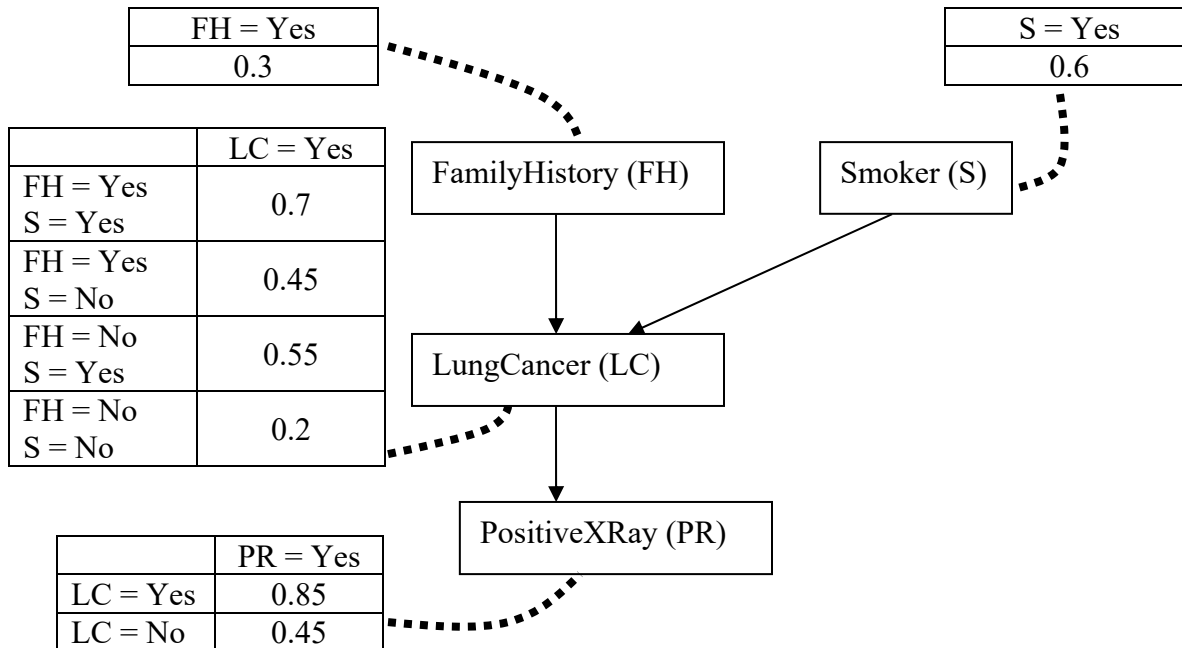 FH = Yes
0.3
S = Yes
0.6
LC = Yes
FH = Yes
S = Yes
0.7
FH = Yes
S = No
0.45
FH = No
S = Yes
0.55
FH = No
S = No
0.2
FamilyHistory (FH)
Smoker (S)
LungCancer (LC)
PositiveXRay (PR)
PR = Yes
LC = Yes
0.85
LC = No
0.45